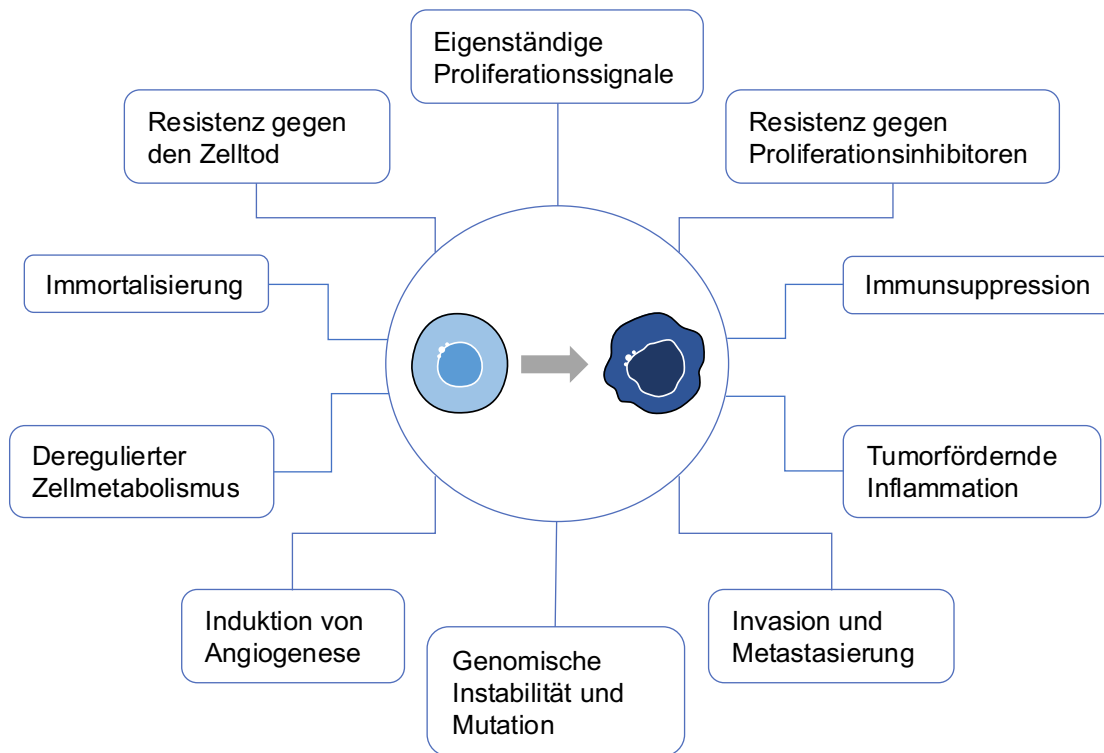 Eigenständige
Proliferationssignale
Resistenz gegen
den Zelltod
Resistenz gegen
Proliferationsinhibitoren
Immortalisierung
Immunsuppression
Deregulierter
Zellmetabolismus
Tumorfördernde
Inflammation
Induktion von
Angiogenese
Genomische
Instabilität und
Mutation
Invasion und
Metastasierung